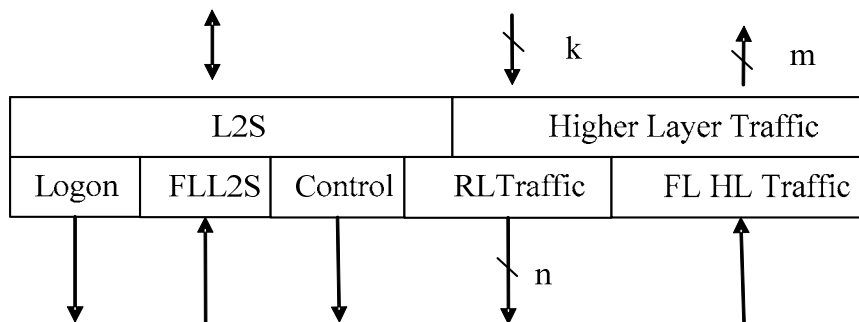 k
m
L2S
Higher Layer Traffic
Logon
FLL2S
Control
RLTraffic
FL HL Traffic
n